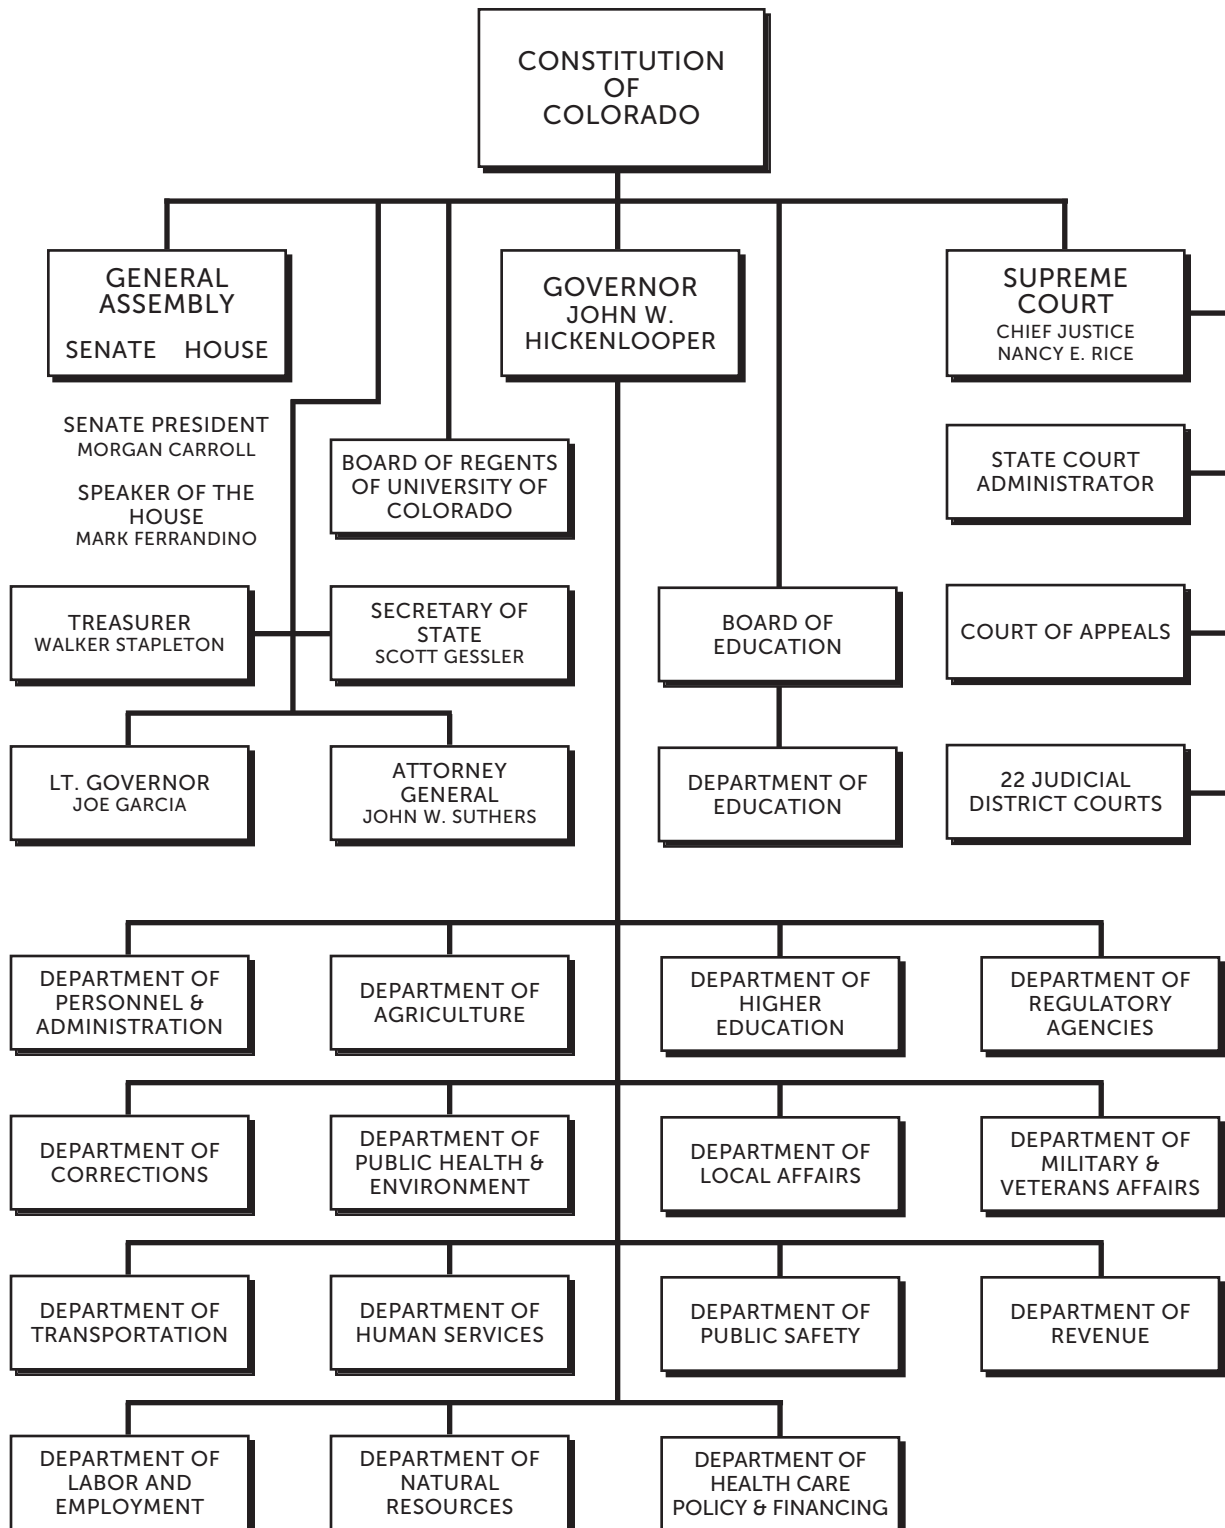 CONSTITUTION
OF
COLORADO
GENERAL
ASSEMBLY
SENATE HOUSE
GOVERNOR
JOHN W.
HICKENLOOPER
SUPREME
COURT
CHIEF JUSTICE
NANCY E. RICE
SENATE PRESIDENT
MORGAN CARROLL
SPEAKER OF THE
HOUSE
MARK FERRANDINO
BOARD OF REGENTS
OF UNIVERSITY OF
COLORADO
STATE COURT
ADMINISTRATOR
TREASURER
WALKER STAPLETON
SECRETARY OF
STATE
SCOTT GESSLER
BOARD OF
EDUCATION
COURT OF APPEALS
LT. GOVERNOR
JOE GARCIA
ATTORNEY
GENERAL
JOHN W. SUTHERS
DEPARTMENT OF
EDUCATION
22 JUDICIAL
DISTRICT COURTS
DEPARTMENT OF
PERSONNEL &
ADMINISTRATION
DEPARTMENT OF
AGRICULTURE
DEPARTMENT OF
HIGHER
EDUCATION
DEPARTMENT OF
REGULATORY
AGENCIES
DEPARTMENT OF
CORRECTIONS
DEPARTMENT OF
PUBLIC HEALTH &
ENVIRONMENT
DEPARTMENT OF
LOCAL AFFAIRS
DEPARTMENT OF
MILITARY &
VETERANS AFFAIRS
DEPARTMENT OF
TRANSPORTATION
DEPARTMENT OF
HUMAN SERVICES
DEPARTMENT OF
PUBLIC SAFETY
DEPARTMENT OF
REVENUE
DEPARTMENT OF
LABOR AND
EMPLOYMENT
DEPARTMENT OF
NATURAL
RESOURCES
DEPARTMENT OF
HEALTH CARE
POLICY & FINANCING